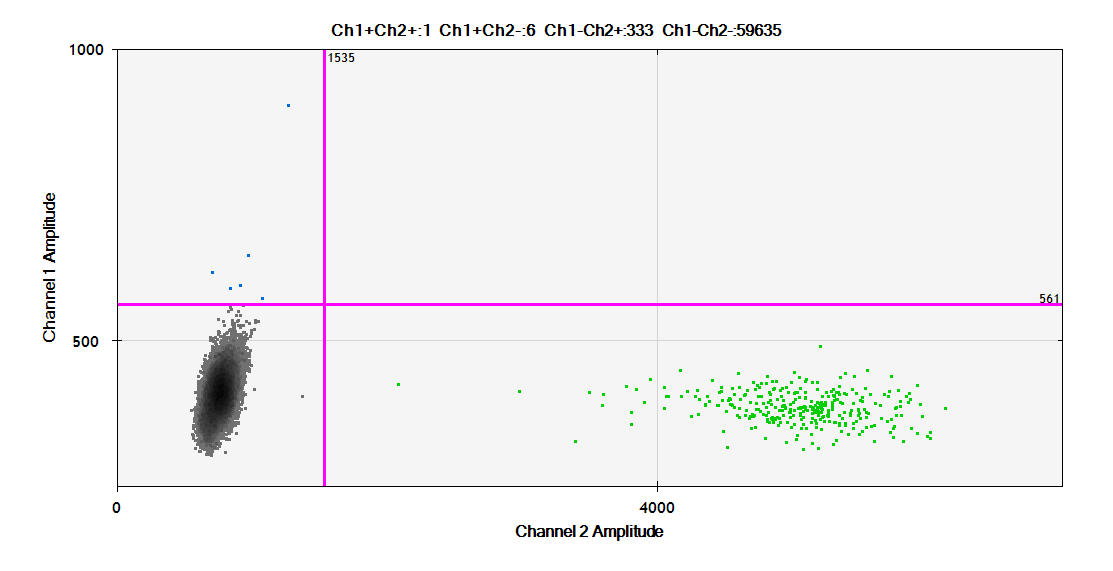 Ch1+Ch2+:1 Ch1+Ch2-:6 Ch1-Ch2+:333 Ch1-Ch2-:59635
1000
1535
Channel 1 Amplitude
561
500
0
4000
Channel 2 Amplitude